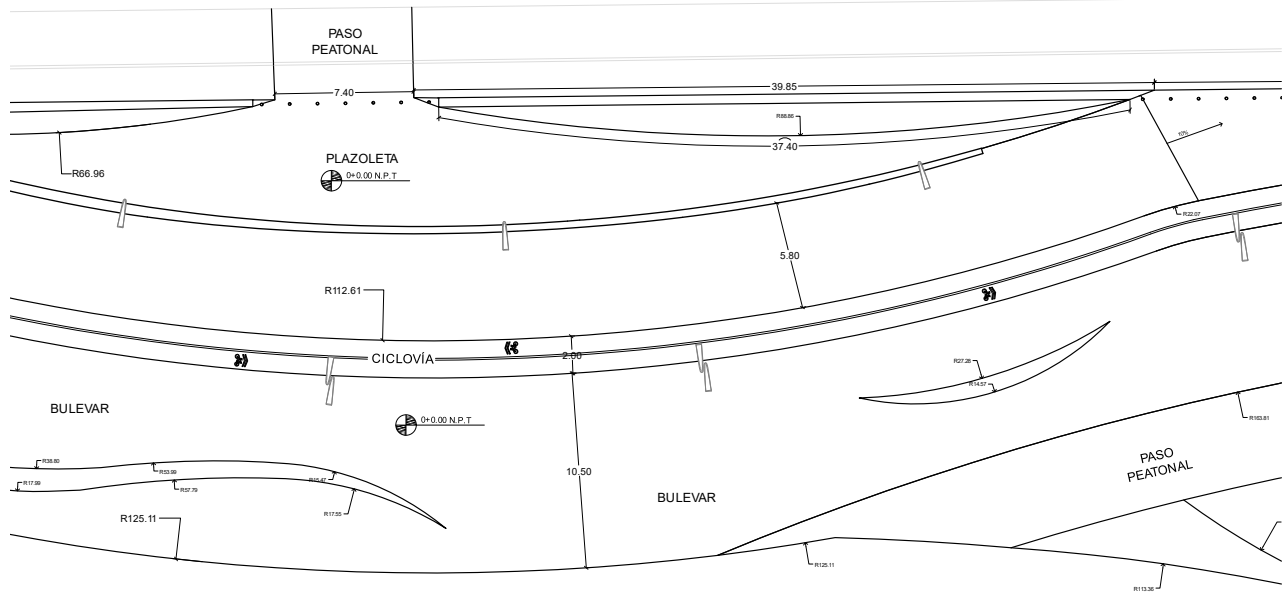 PASO
PEATONAL
7.40
39.85
R88.86
37.40
10%
PLAZOLETA
0+0.00 N.P.T
R66.96
R22.07
5.80
R112.61
CICLOVÍA
2.00
R27.28
R14.57
BULEVAR
0+0.00 N.P.T
R163.81
R38.80
R53.99
R15.47
10.50
PASO
PEATONAL
R17.99
R57.79
BULEVAR
R17.55
R125.11
R125.11
R113.36